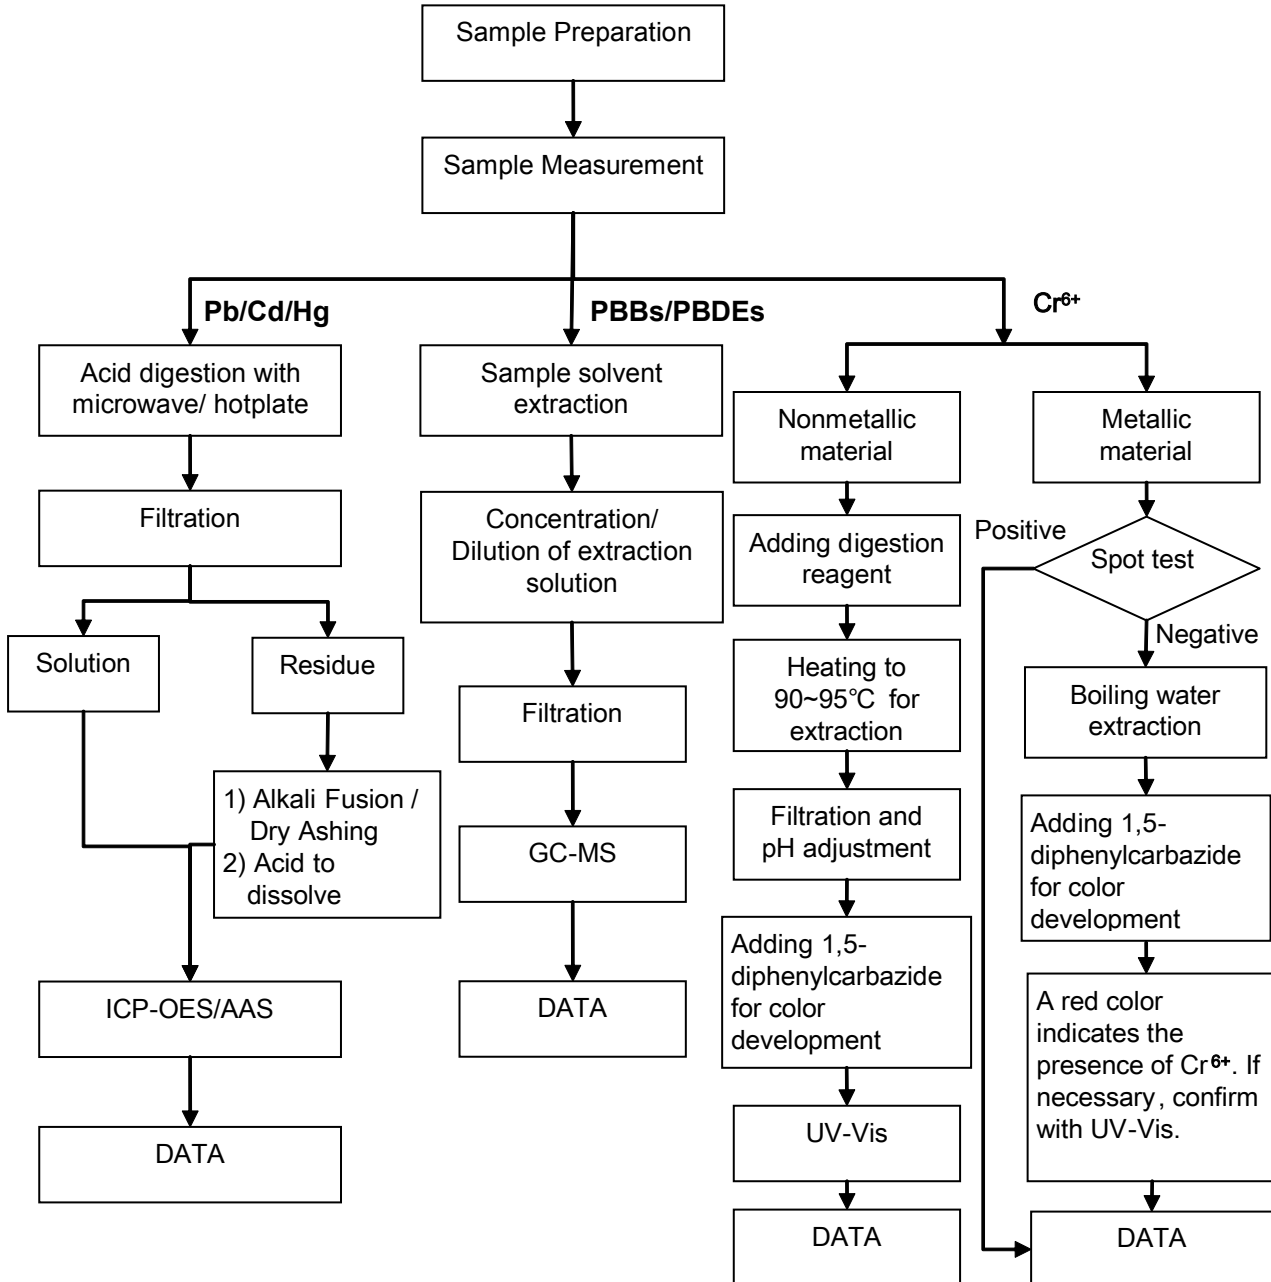 Sample Preparation
Sample Measurement
Pb/Cd/Hg
PBBs/PBDEs
Cr⁶⁺
Acid digestion with
microwave/ hotplate
Filtration
Solution
Residue
1) Alkali Fusion /
Dry Ashing
2) Acid to
dissolve
ICP-OES/AAS
DATA
Sample solvent
extraction
Concentration/
Dilution of extraction
solution
Filtration
GC-MS
DATA
Nonmetallic
material
Adding digestion
reagent
Heating to
90~95℃ for
extraction
Filtration and
pH adjustment
Adding 1,5-
diphenylcarbazide
for color
development
UV-Vis
DATA
Metallic
material
Positive
Spot test
Negative
Boiling water
extraction
Adding 1,5-
diphenylcarbazide
for color
development
A red color
indicates the
presence of Cr⁶⁺. If
necessary, confirm
with UV-Vis.
DATA